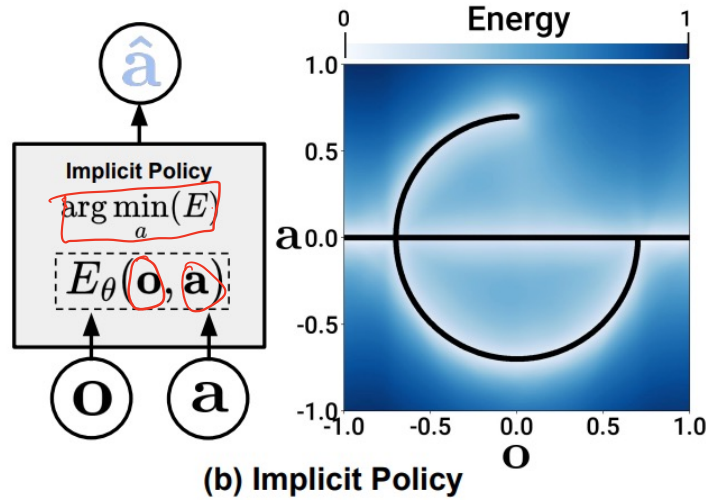 â
Implicit Policy
arg min(E)
a
E_θ(o, a)
o a
0 Energy 1
a
1.0
0.5
0.0
-0.5
-1.0
-1.0 -0.5 0.0 0.5 1.0
o
(b) Implicit Policy